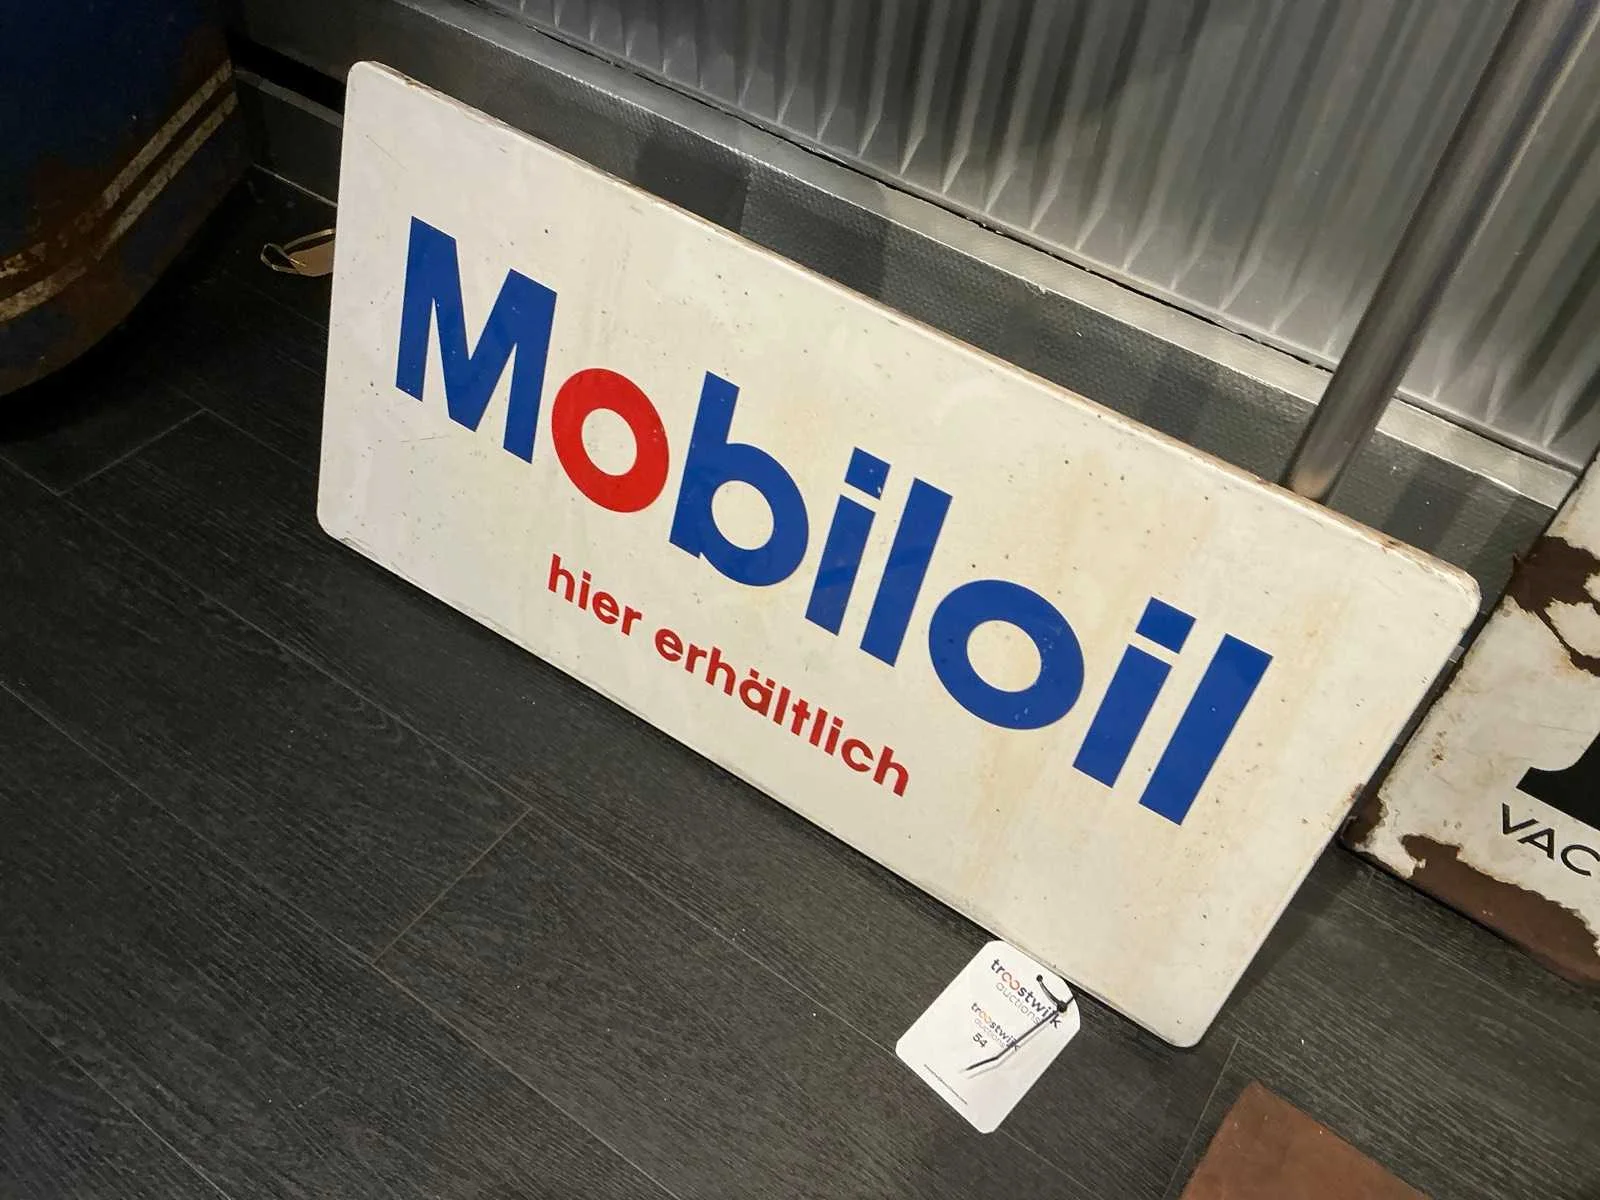 Mobiloil
hier erhältlich
troostwijk
auctions
troostwijk
auctions
54
VAC